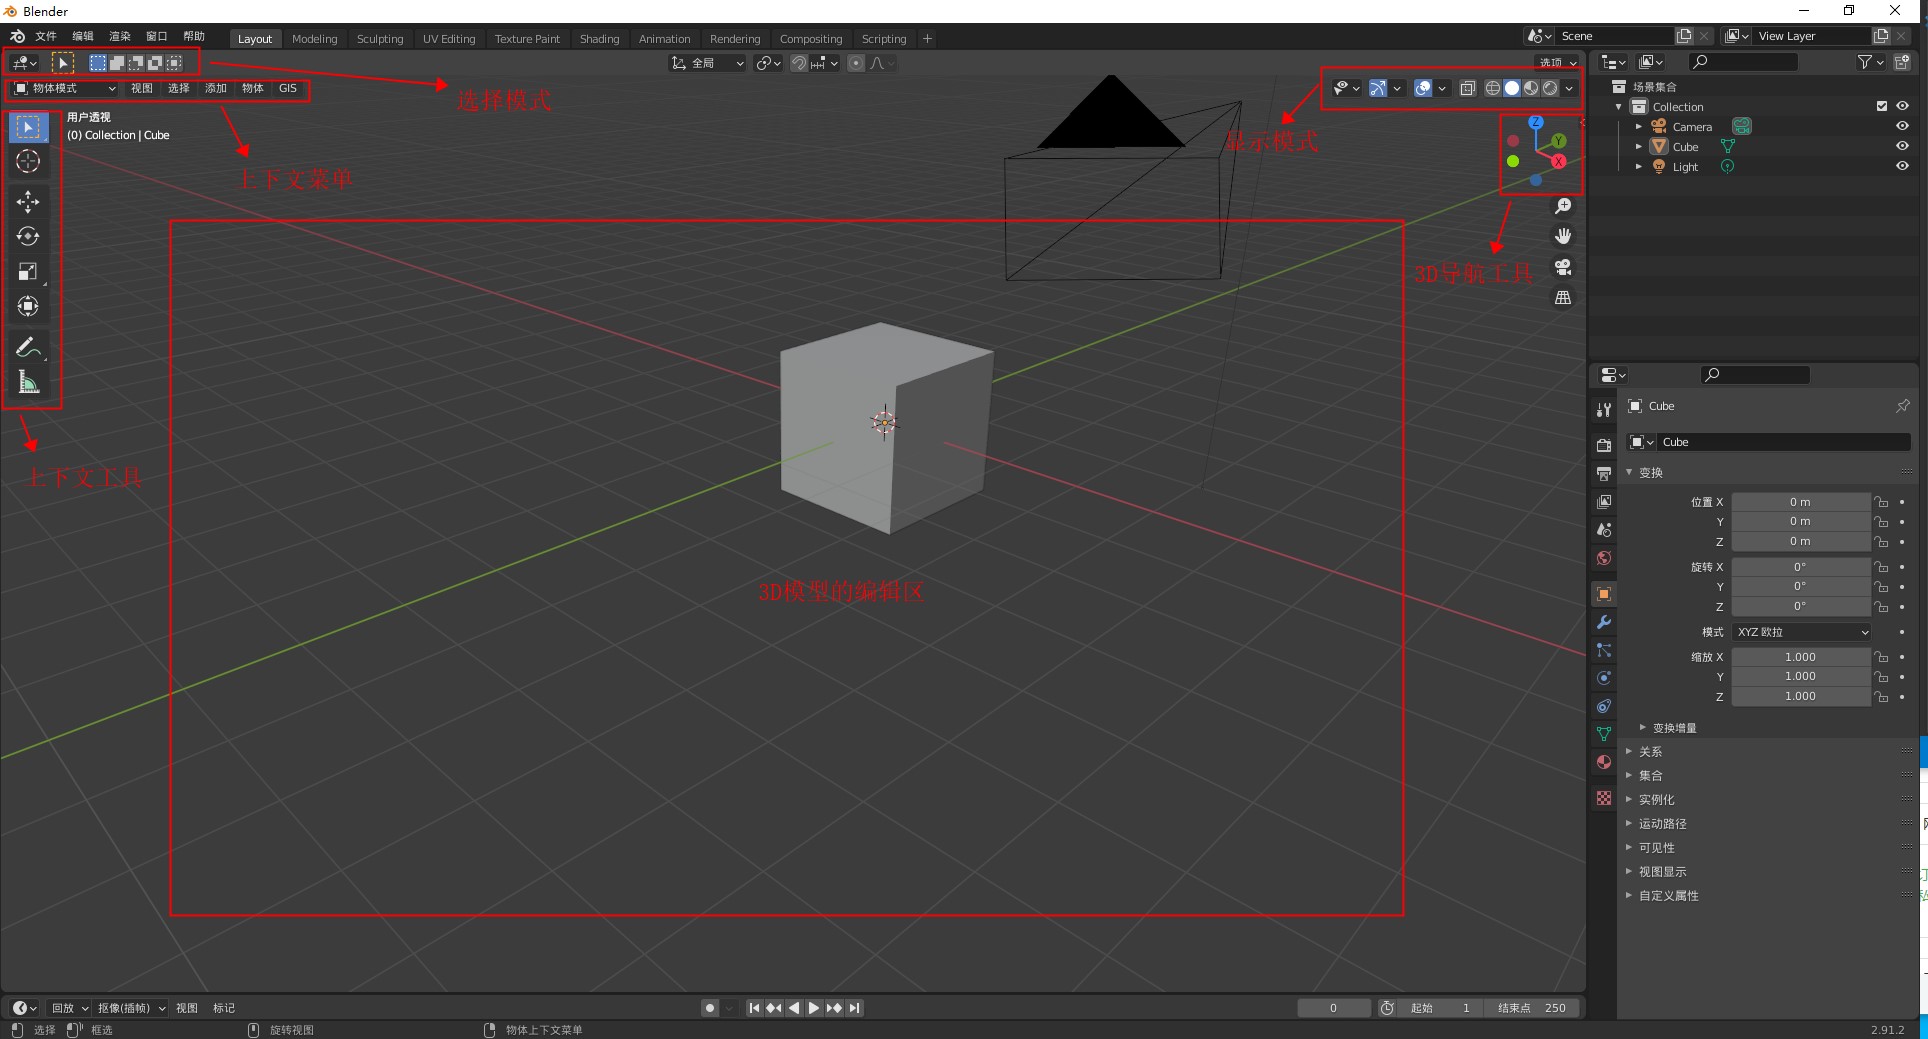 Blender
文件 编辑 渲染 窗口 帮助 Layout Modeling Sculpting UV Editing Texture Paint Shading Animation Rendering Compositing Scripting + Scene View Layer
全局 选项
物体模式 视图 选择 添加 物体 GIS
选择模式
用户透视
(0) Collection | Cube
上下文菜单
显示模式
Z
Y
X
3D导航工具
上下文工具
3D模型的编辑区
场景集合
Collection
Camera
Cube
Light
Cube
Cube
变换
位置 X 0 m
Y 0 m
Z 0 m
旋转 X 0°
Y 0°
Z 0°
模式 XYZ 欧拉
缩放 X 1.000
Y 1.000
Z 1.000
变换增量
关系
集合
实例化
运动路径
可见性
视图显示
自定义属性
回放 抠像(插帧) 视图 标记 0 起始 1 结束点 250
选择 框选 旋转视图 物体上下文菜单 2.91.2